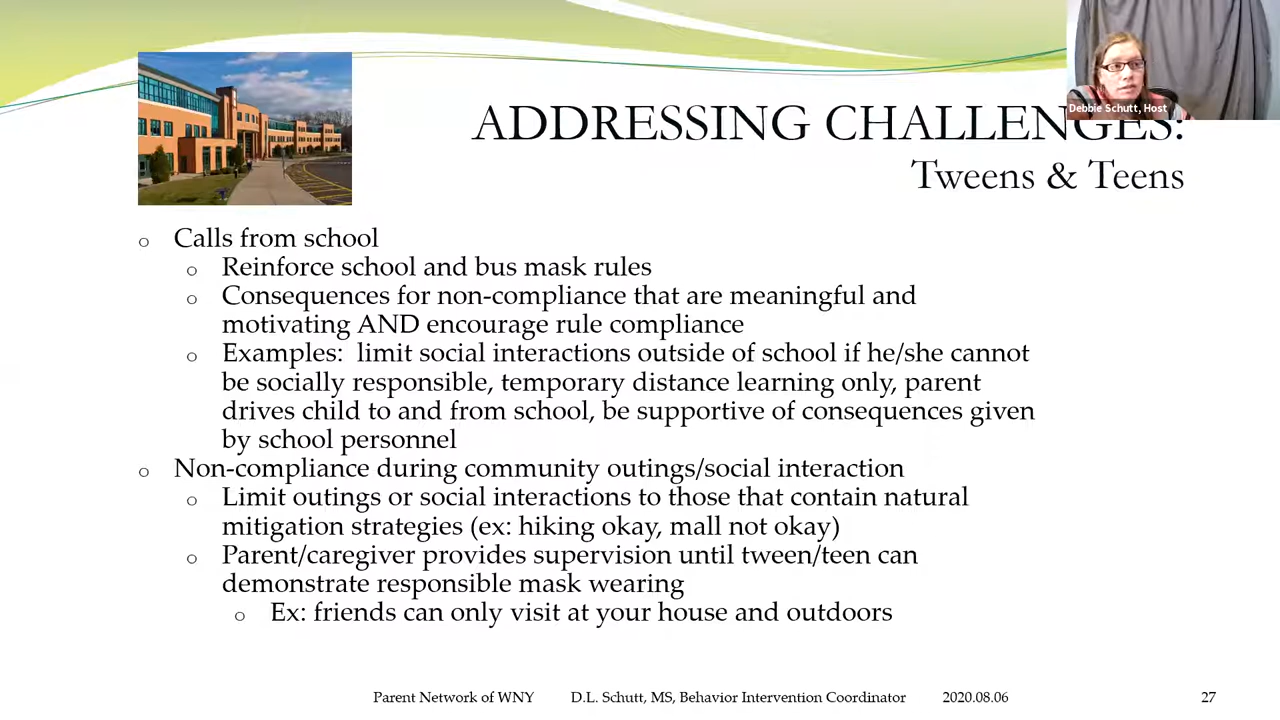 Debbie Schutt, Host
ADDRESSING CHALLENGES:
Tweens & Teens
o Calls from school
o Reinforce school and bus mask rules
o Consequences for non-compliance that are meaningful and
motivating AND encourage rule compliance
o Examples:  limit social interactions outside of school if he/she cannot
be socially responsible, temporary distance learning only, parent
drives child to and from school, be supportive of consequences given
by school personnel
o Non-compliance during community outings/social interaction
o Limit outings or social interactions to those that contain natural
mitigation strategies (ex: hiking okay, mall not okay)
o Parent/caregiver provides supervision until tween/teen can
demonstrate responsible mask wearing
o Ex: friends can only visit at your house and outdoors
Parent Network of WNY D.L. Schutt, MS, Behavior Intervention Coordinator 2020.08.06 27